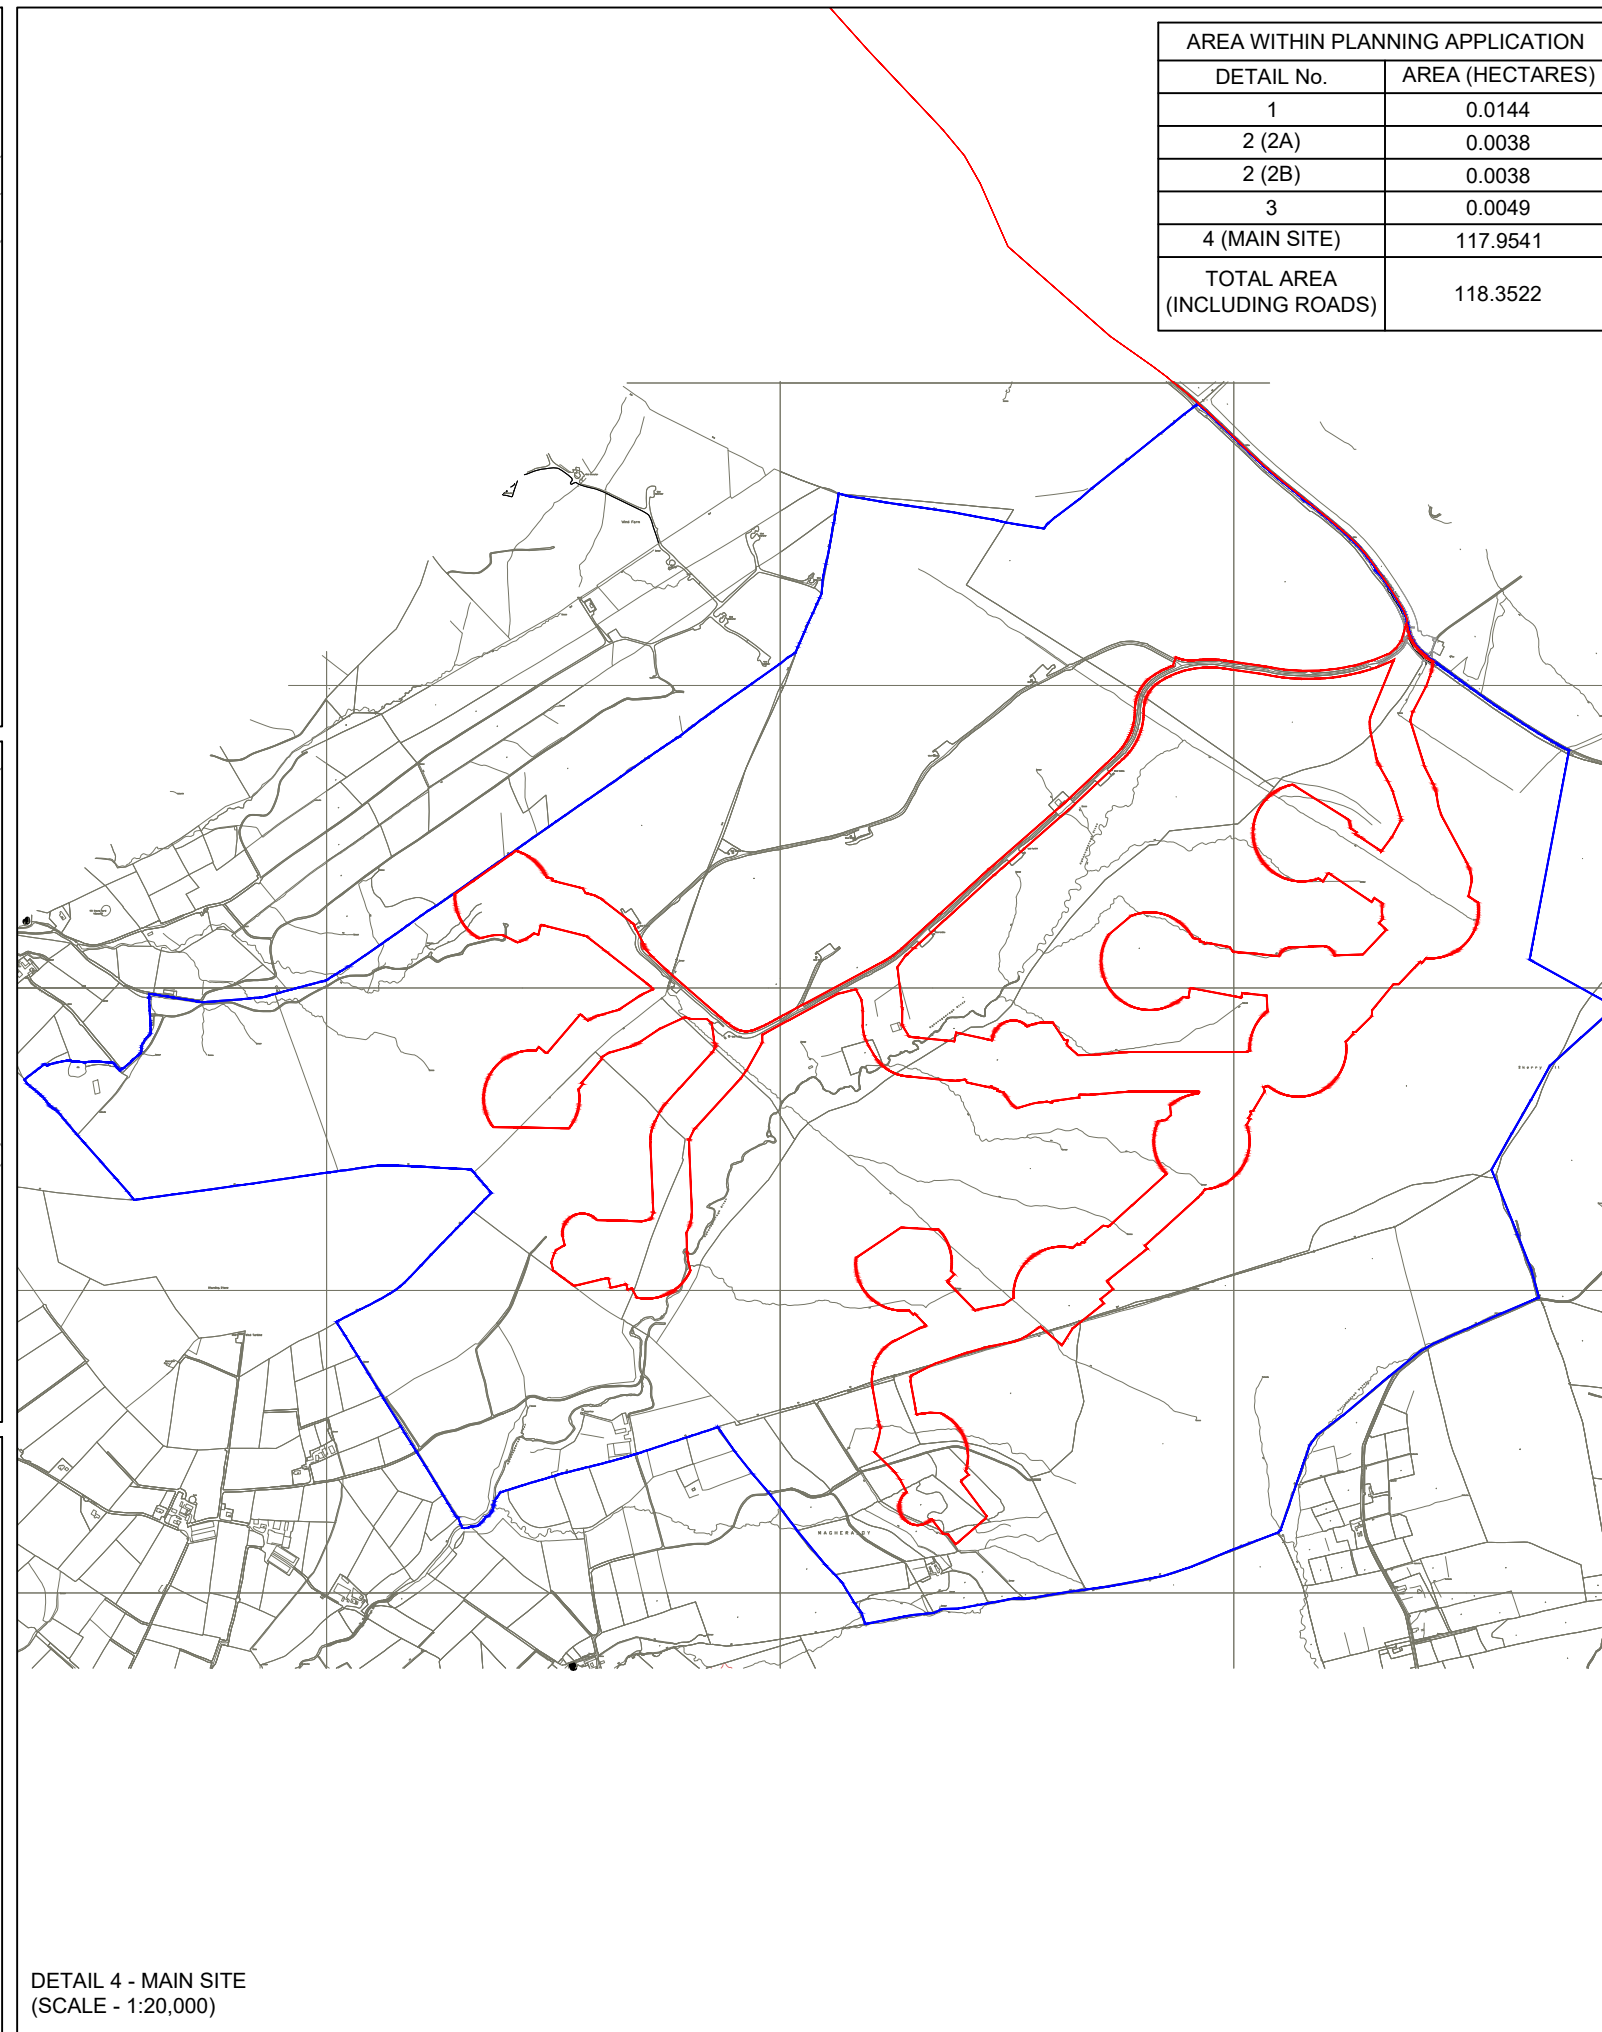 AREA WITHIN PLANNING APPLICATION
DETAIL No. AREA (HECTARES)
1 0.0144
2 (2A) 0.0038
2 (2B) 0.0038
3 0.0049
4 (MAIN SITE) 117.9541
TOTAL AREA
(INCLUDING ROADS) 118.3522
Wind Farm
DETAIL 4 - MAIN SITE
(SCALE - 1:20,000)